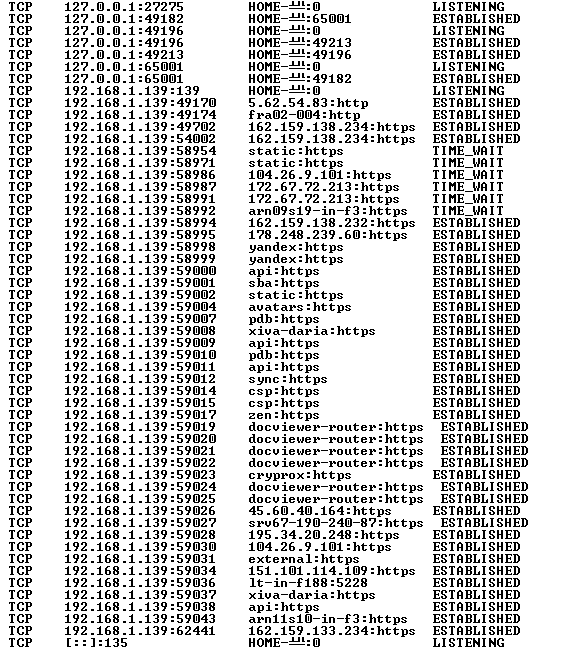 TCP 127.0.0.1:27275 HOME-ПК:0 LISTENING
TCP 127.0.0.1:49182 HOME-ПК:65001 ESTABLISHED
TCP 127.0.0.1:49196 HOME-ПК:0 LISTENING
TCP 127.0.0.1:49196 HOME-ПК:49213 ESTABLISHED
TCP 127.0.0.1:49213 HOME-ПК:49196 ESTABLISHED
TCP 127.0.0.1:65001 HOME-ПК:0 LISTENING
TCP 127.0.0.1:65001 HOME-ПК:49182 ESTABLISHED
TCP 192.168.1.139:139 HOME-ПК:0 LISTENING
TCP 192.168.1.139:49170 5.62.54.83:http ESTABLISHED
TCP 192.168.1.139:49174 fra02-004:http ESTABLISHED
TCP 192.168.1.139:49702 162.159.138.234:https ESTABLISHED
TCP 192.168.1.139:54002 162.159.138.234:https ESTABLISHED
TCP 192.168.1.139:58954 static:https TIME_WAIT
TCP 192.168.1.139:58971 static:https TIME_WAIT
TCP 192.168.1.139:58986 104.26.9.101:https TIME_WAIT
TCP 192.168.1.139:58987 172.67.72.213:https TIME_WAIT
TCP 192.168.1.139:58991 172.67.72.213:https TIME_WAIT
TCP 192.168.1.139:58992 arn09s19-in-f3:https TIME_WAIT
TCP 192.168.1.139:58994 162.159.138.232:https ESTABLISHED
TCP 192.168.1.139:58995 178.248.239.60:https ESTABLISHED
TCP 192.168.1.139:58998 yandex:https ESTABLISHED
TCP 192.168.1.139:58999 yandex:https ESTABLISHED
TCP 192.168.1.139:59000 api:https ESTABLISHED
TCP 192.168.1.139:59001 sba:https ESTABLISHED
TCP 192.168.1.139:59002 static:https ESTABLISHED
TCP 192.168.1.139:59004 avatars:https ESTABLISHED
TCP 192.168.1.139:59007 pdb:https ESTABLISHED
TCP 192.168.1.139:59008 xiva-daria:https ESTABLISHED
TCP 192.168.1.139:59009 api:https ESTABLISHED
TCP 192.168.1.139:59010 pdb:https ESTABLISHED
TCP 192.168.1.139:59011 api:https ESTABLISHED
TCP 192.168.1.139:59012 sync:https ESTABLISHED
TCP 192.168.1.139:59014 csp:https ESTABLISHED
TCP 192.168.1.139:59015 csp:https ESTABLISHED
TCP 192.168.1.139:59017 zen:https ESTABLISHED
TCP 192.168.1.139:59019 docviewer-router:https ESTABLISHED
TCP 192.168.1.139:59020 docviewer-router:https ESTABLISHED
TCP 192.168.1.139:59021 docviewer-router:https ESTABLISHED
TCP 192.168.1.139:59022 docviewer-router:https ESTABLISHED
TCP 192.168.1.139:59023 cryprox:https ESTABLISHED
TCP 192.168.1.139:59024 docviewer-router:https ESTABLISHED
TCP 192.168.1.139:59025 docviewer-router:https ESTABLISHED
TCP 192.168.1.139:59026 45.60.40.164:https ESTABLISHED
TCP 192.168.1.139:59027 srv67-190-240-87:https ESTABLISHED
TCP 192.168.1.139:59028 195.34.20.248:https ESTABLISHED
TCP 192.168.1.139:59030 104.26.9.101:https ESTABLISHED
TCP 192.168.1.139:59031 external:https ESTABLISHED
TCP 192.168.1.139:59034 151.101.114.109:https ESTABLISHED
TCP 192.168.1.139:59036 lt-in-f188:5228 ESTABLISHED
TCP 192.168.1.139:59037 xiva-daria:https ESTABLISHED
TCP 192.168.1.139:59038 api:https ESTABLISHED
TCP 192.168.1.139:59043 arn11s10-in-f3:https ESTABLISHED
TCP 192.168.1.139:62441 162.159.133.234:https ESTABLISHED
TCP [::]:135 HOME-ПК:0 LISTENING